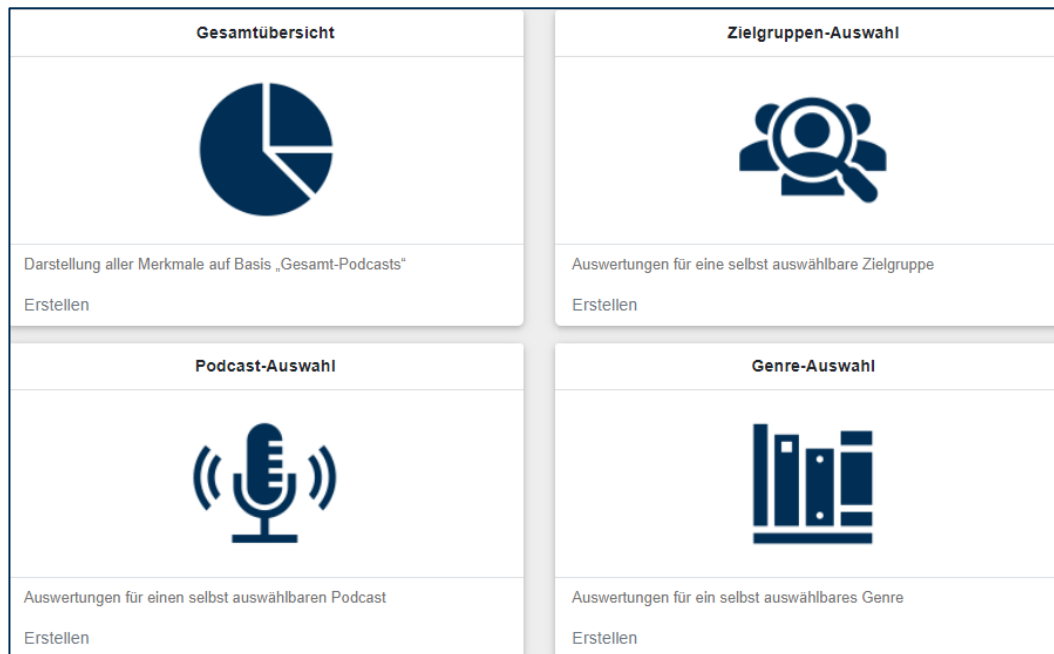 Gesamtübersicht
Zielgruppen-Auswahl
Darstellung aller Merkmale auf Basis „Gesamt-Podcasts“
Auswertungen für eine selbst auswählbare Zielgruppe
Erstellen
Erstellen
Podcast-Auswahl
Genre-Auswahl
Auswertungen für einen selbst auswählbaren Podcast
Auswertungen für ein selbst auswählbares Genre
Erstellen
Erstellen